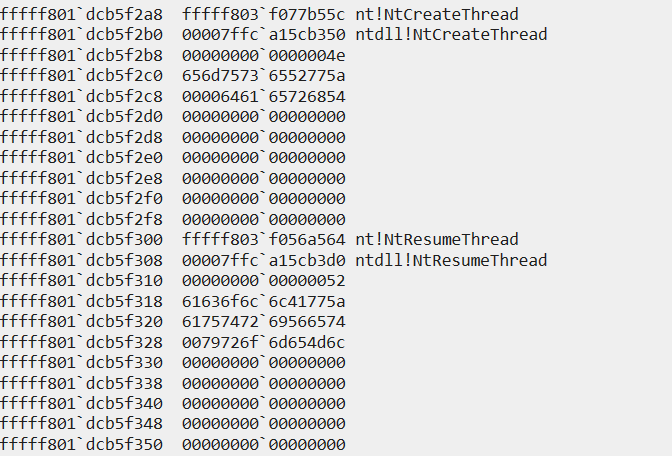 fffff801`dcb5f2a8  fffff803`f077b55c nt!NtCreateThread
fffff801`dcb5f2b0  00007ffc`a15cb350 ntdll!NtCreateThread
fffff801`dcb5f2b8  00000000`0000004e
fffff801`dcb5f2c0  656d7573`6552775a
fffff801`dcb5f2c8  00006461`65726854
fffff801`dcb5f2d0  00000000`00000000
fffff801`dcb5f2d8  00000000`00000000
fffff801`dcb5f2e0  00000000`00000000
fffff801`dcb5f2e8  00000000`00000000
fffff801`dcb5f2f0  00000000`00000000
fffff801`dcb5f2f8  00000000`00000000
fffff801`dcb5f300  fffff803`f056a564 nt!NtResumeThread
fffff801`dcb5f308  00007ffc`a15cb3d0 ntdll!NtResumeThread
fffff801`dcb5f310  00000000`00000052
fffff801`dcb5f318  61636f6c`6c41775a
fffff801`dcb5f320  61757472`69566574
fffff801`dcb5f328  0079726f`6d654d6c
fffff801`dcb5f330  00000000`00000000
fffff801`dcb5f338  00000000`00000000
fffff801`dcb5f340  00000000`00000000
fffff801`dcb5f348  00000000`00000000
fffff801`dcb5f350  00000000`00000000